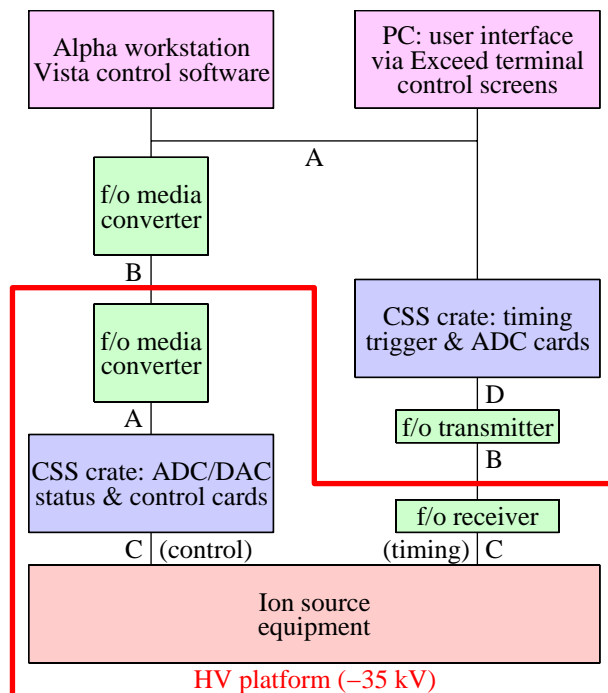 Alpha workstation
Vista control software
PC: user interface
via Exceed terminal
control screens
A
f/o media
converter
B
f/o media
converter
CSS crate: timing
trigger & ADC cards
A
D
f/o transmitter
CSS crate: ADC/DAC
status & control cards
B
f/o receiver
C (control)
(timing) C
Ion source
equipment
HV platform (−35 kV)